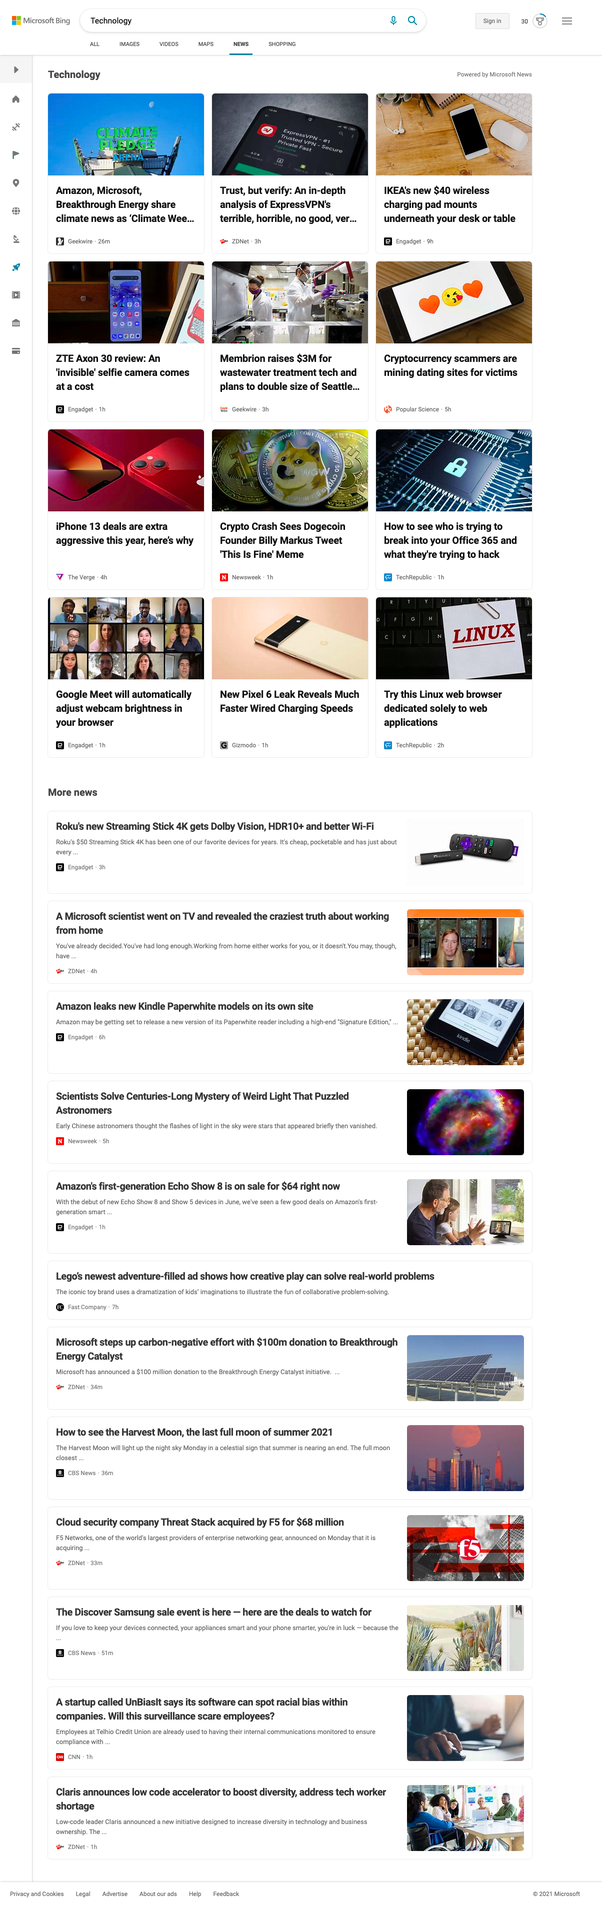 Microsoft Bing
Technology
Sign in
30
ALL
IMAGES
VIDEOS
MAPS
NEWS
SHOPPING
Technology
Powered by Microsoft News
CLIMATE
PLEDGE
ARENA
ExpressVPN - #1
Amazon, Microsoft,
Breakthrough Energy share
climate news as 'Climate Wee...
Geekwire · 26m
Trust, but verify: An in-depth
analysis of ExpressVPN's
terrible, horrible, no good, ver...
ZDNet · 3h
IKEA's new $40 wireless
charging pad mounts
underneath your desk or table
Engadget · 9h
ZTE Axon 30 review: An
'invisible' selfie camera comes
at a cost
Engadget · 1h
Membrion raises $3M for
wastewater treatment tech and
plans to double size of Seattle...
Geekwire · 3h
Cryptocurrency scammers are
mining dating sites for victims
Popular Science · 5h
WOW
iPhone 13 deals are extra
aggressive this year, here's why
The Verge · 4h
Crypto Crash Sees Dogecoin
Founder Billy Markus Tweet
'This Is Fine' Meme
Newsweek · 1h
How to see who is trying to
break into your Office 365 and
what they're trying to hack
TechRepublic · 1h
LINUX
Google Meet will automatically
adjust webcam brightness in
your browser
Engadget · 1h
New Pixel 6 Leak Reveals Much
Faster Wired Charging Speeds
Gizmodo · 1h
Try this Linux web browser
dedicated solely to web
applications
TechRepublic · 2h
More news
Roku's new Streaming Stick 4K gets Dolby Vision, HDR10+ and better Wi-Fi
Roku's $50 Streaming Stick 4K has been one of our favorite devices for years. It's cheap, pocketable and has just about
every ...
Engadget · 3h
A Microsoft scientist went on TV and revealed the craziest truth about working
from home
You've already decided.You've had long enough.Working from home either works for you, or it doesn't.You may, though,
have ...
ZDNet · 4h
Amazon leaks new Kindle Paperwhite models on its own site
Amazon may be getting set to release a new version of its Paperwhite reader including a high-end "Signature Edition," ...
Engadget · 6h
kindle
Scientists Solve Centuries-Long Mystery of Weird Light That Puzzled
Astronomers
Early Chinese astronomers thought the flashes of light in the sky were stars that appeared briefly then vanished.
Newsweek · 5h
Amazon's first-generation Echo Show 8 is on sale for $64 right now
With the debut of new Echo Show 8 and Show 5 devices in June, we've seen a few good deals on Amazon's first-
generation smart ...
Engadget · 1h
Lego's newest adventure-filled ad shows how creative play can solve real-world problems
The iconic toy brand uses a dramatization of kids' imaginations to illustrate the fun of collaborative problem-solving.
Fast Company · 7h
Microsoft steps up carbon-negative effort with $100m donation to Breakthrough
Energy Catalyst
Microsoft has announced a $100 million donation to the Breakthrough Energy Catalyst initiative. ...
ZDNet · 34m
How to see the Harvest Moon, the last full moon of summer 2021
The Harvest Moon will light up the night sky Monday in a celestial sign that summer is nearing an end. The full moon
closest ...
CBS News · 36m
Cloud security company Threat Stack acquired by F5 for $68 million
F5 Networks, one of the world's largest providers of enterprise networking gear, announced on Monday that it is
acquiring ...
ZDNet · 33m
f5
The Discover Samsung sale event is here — here are the deals to watch for
If you love to keep your devices connected, your appliances smart and your phone smarter, you're in luck — because the
...
CBS News · 51m
A startup called UnBiasIt says its software can spot racial bias within
companies. Will this surveillance scare employees?
Employees at Telhio Credit Union are already used to having their internal communications monitored to ensure
compliance with ...
CNN · 1h
Claris announces low code accelerator to boost diversity, address tech worker
shortage
Low-code leader Claris announced a new initiative designed to increase diversity in technology and business
ownership. The ...
ZDNet · 1h
Privacy and Cookies
Legal
Advertise
About our ads
Help
Feedback
© 2021 Microsoft